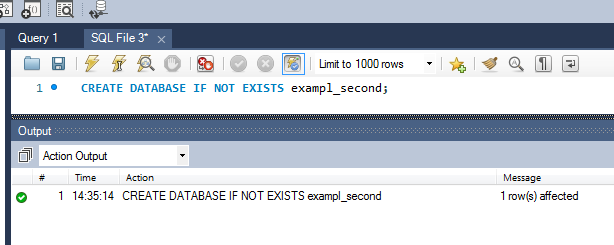 Query 1 SQL File 3*
Limit to 1000 rows
1 CREATE DATABASE IF NOT EXISTS exampl_second;
Output
Action Output
# Time Action Message
1 14:35:14 CREATE DATABASE IF NOT EXISTS exampl_second 1 row(s) affected